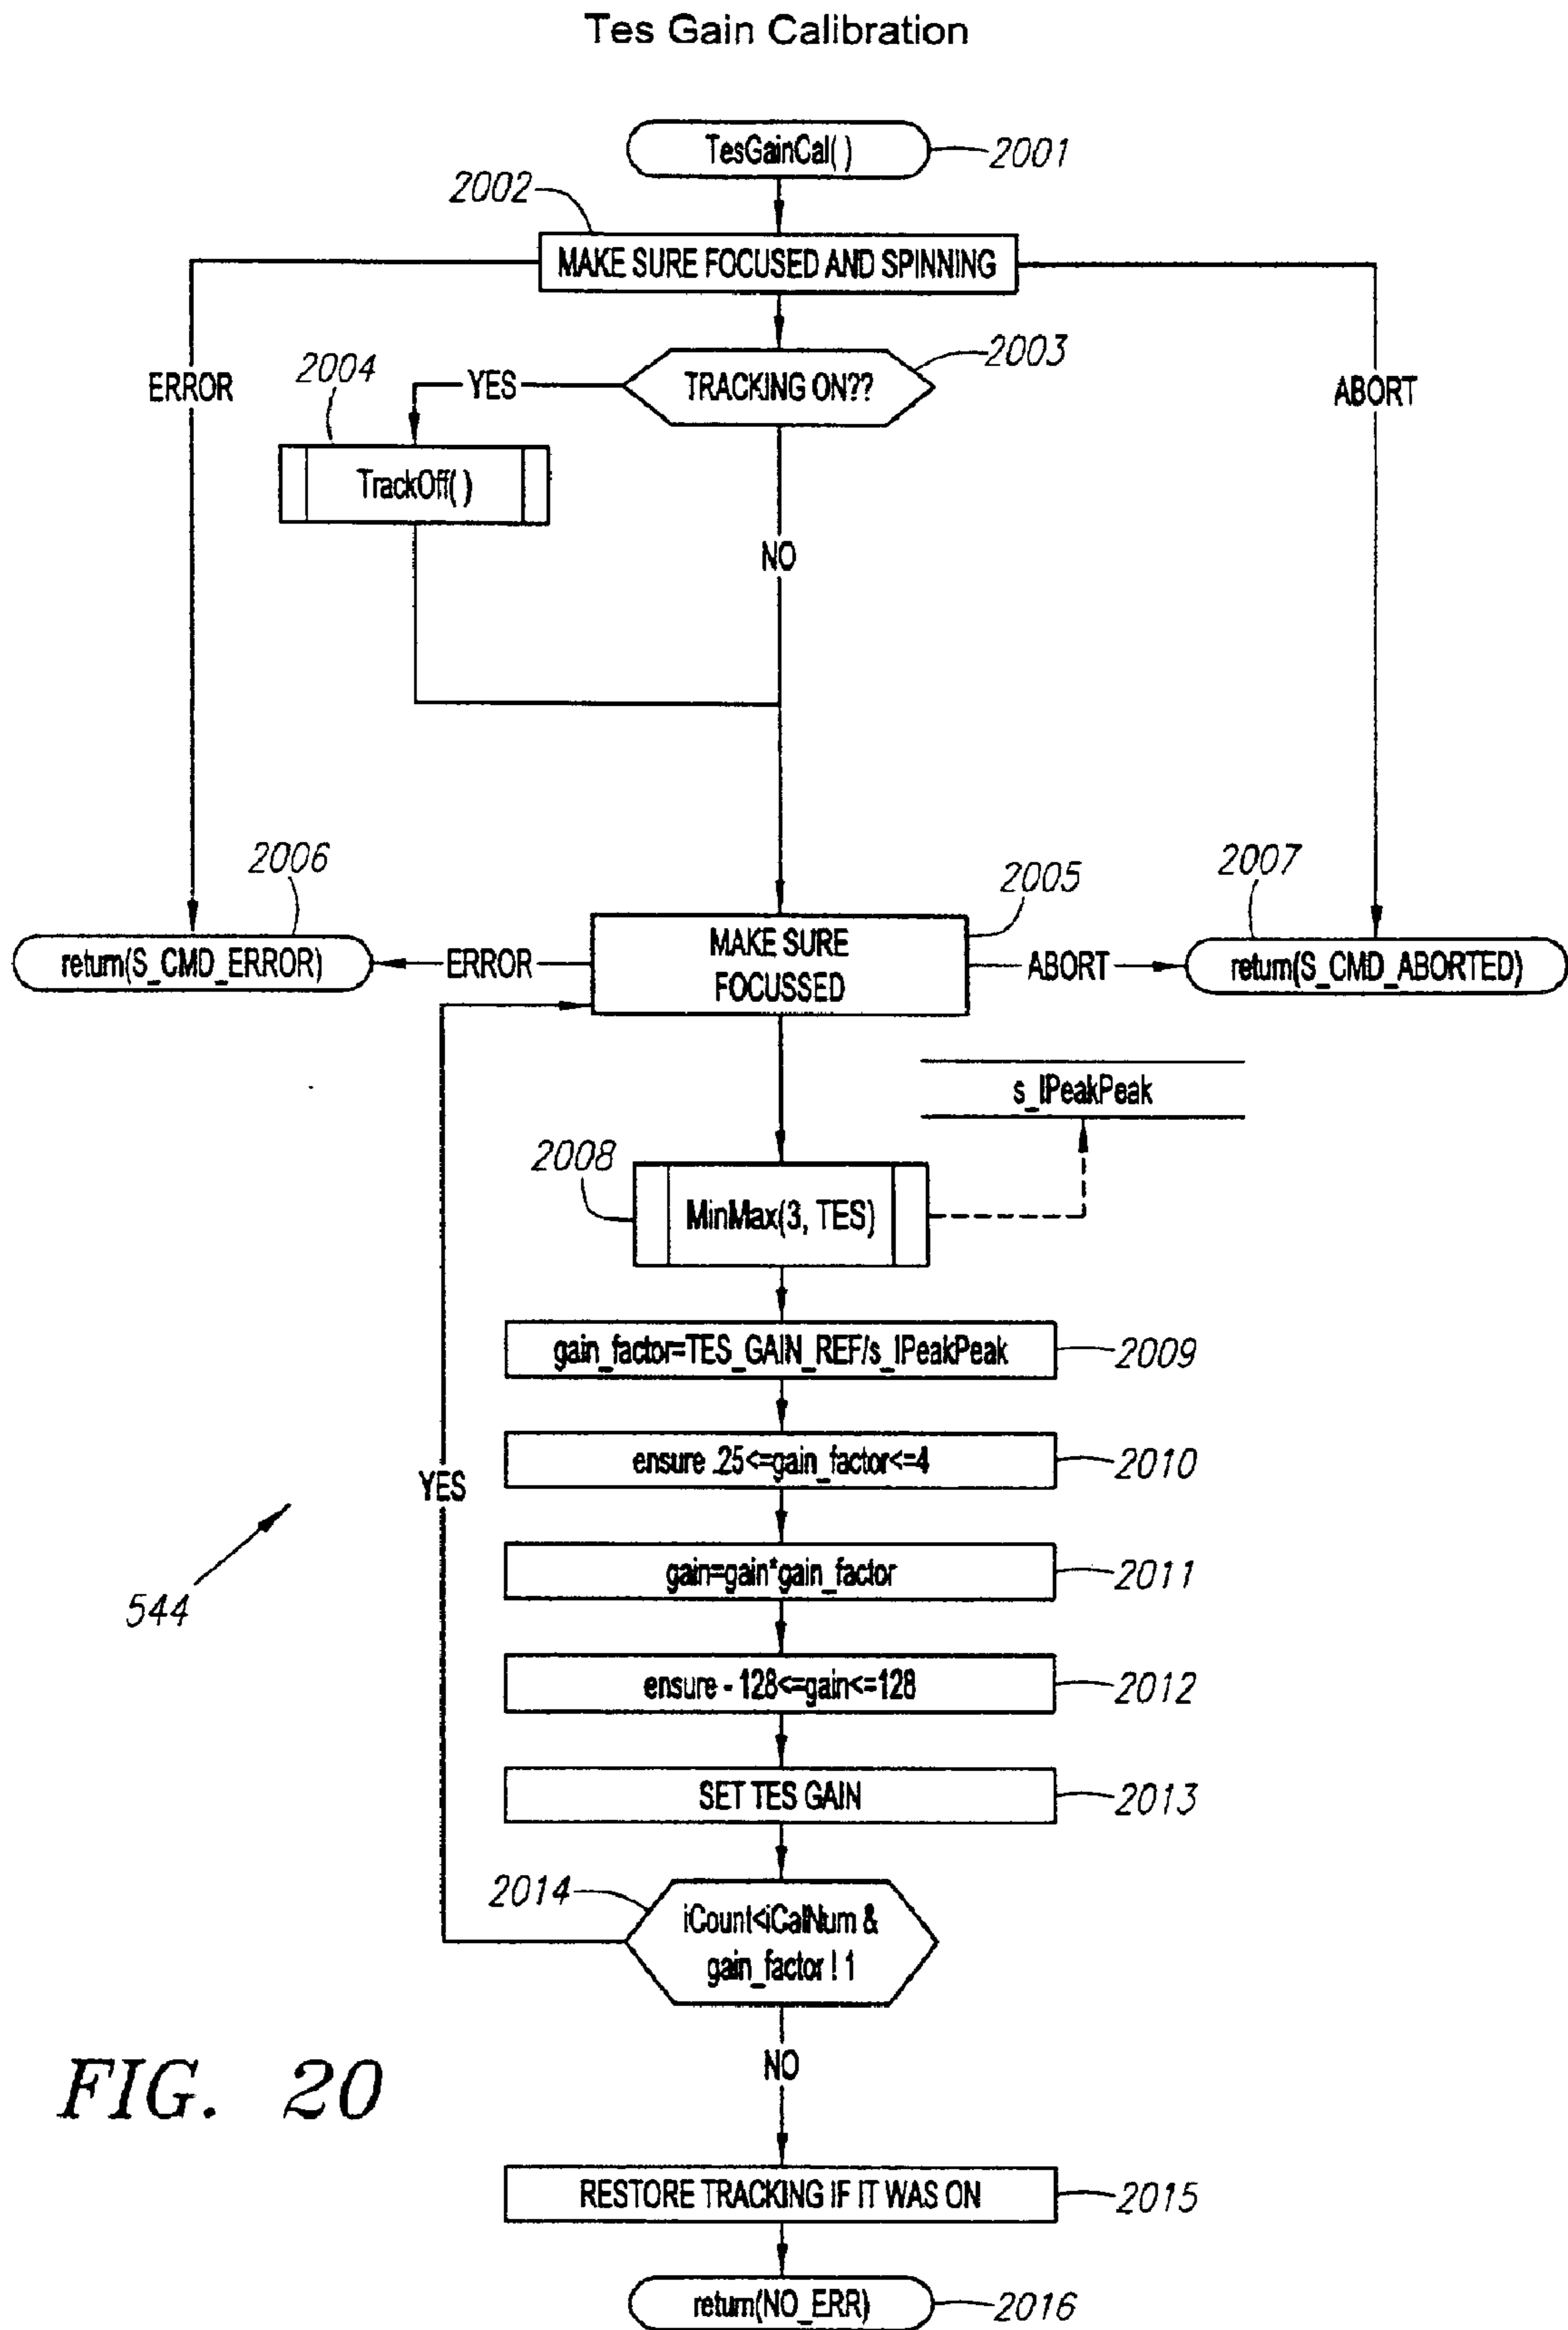 Tes Gain Calibration
TesGainCal( )
2001
2002
MAKE SURE FOCUSED AND SPINNING
2003
2004
ERROR
YES
TRACKING ON??
ABORT
TrackOff( )
NO
2006
2005
2007
return(S_CMD_ERROR)
ERROR
MAKE SURE
FOCUSSED
ABORT
return(S_CMD_ABORTED)
s_lPeakPeak
2008
MinMax(3, TES)
gain_factor=TES_GAIN_REF/s_lPeakPeak
2009
ensure .25<=gain_factor<=4
2010
YES
gain=gain*gain_factor
2011
544
ensure - 128<=gain<=128
2012
SET TES GAIN
2013
2014
iCount<iCalNum &
gain_factor ! 1
NO
FIG. 20
RESTORE TRACKING IF IT WAS ON
2015
return(NO_ERR)
2016